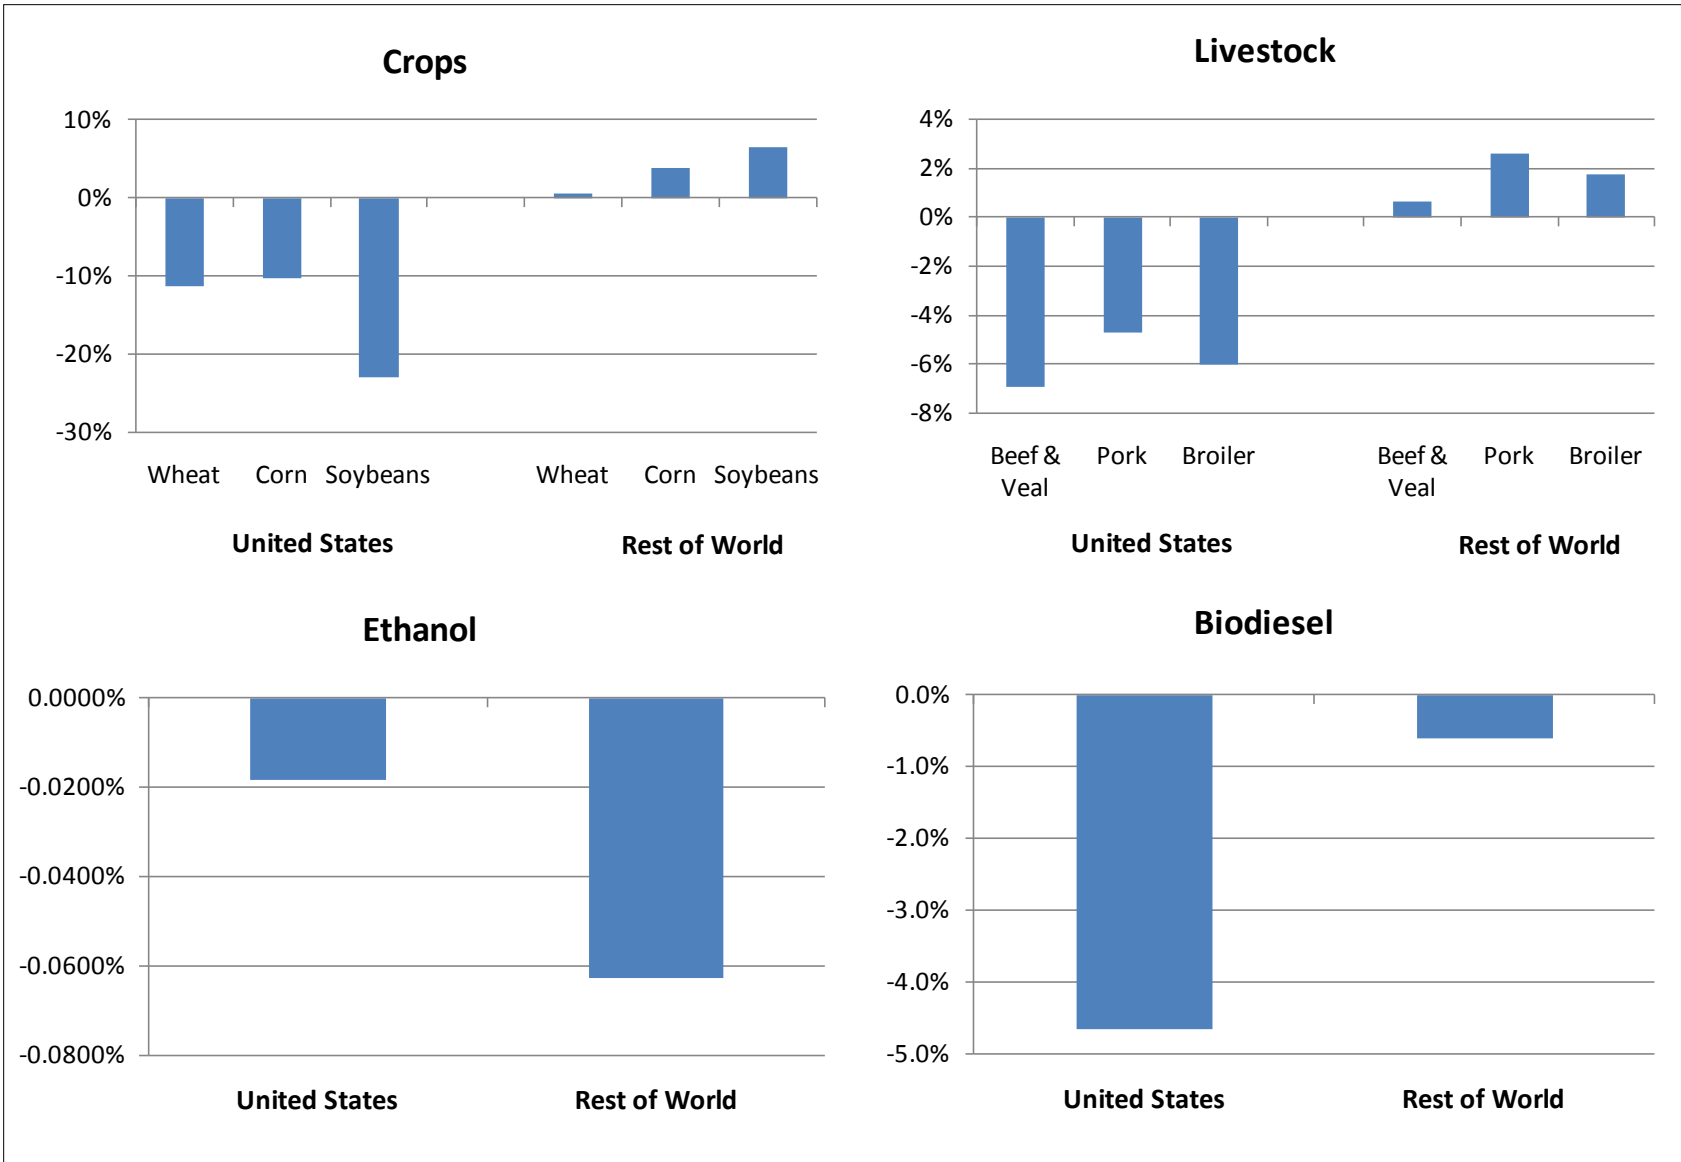 Crops
10%
0%
-10%
-20%
-30%
Wheat Corn Soybeans Wheat Corn Soybeans
United States Rest of World
Livestock
4%
2%
0%
-2%
-4%
-6%
-8%
Beef & Veal Pork Broiler Beef & Veal Pork Broiler
United States Rest of World
Ethanol
0.0000%
-0.0200%
-0.0400%
-0.0600%
-0.0800%
United States Rest of World
Biodiesel
0.0%
-1.0%
-2.0%
-3.0%
-4.0%
-5.0%
United States Rest of World